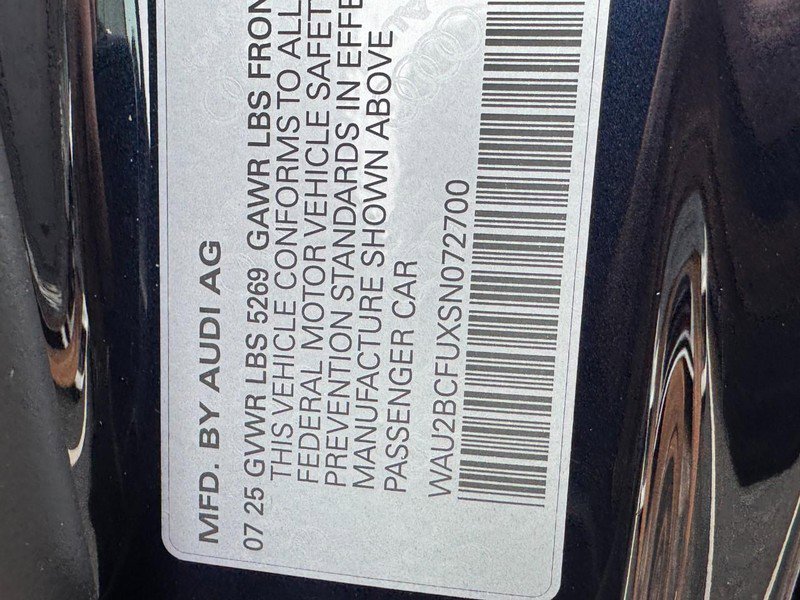 MFD. BY AUDI AG
07 25 GVWR LBS 5269 GAWR LBS FRON
THIS VEHICLE CONFORMS TO ALL
FEDERAL MOTOR VEHICLE SAFET
PREVENTION STANDARDS IN EFFE
MANUFACTURE SHOWN ABOVE
PASSENGER CAR
WAU2BCFUXSN072700